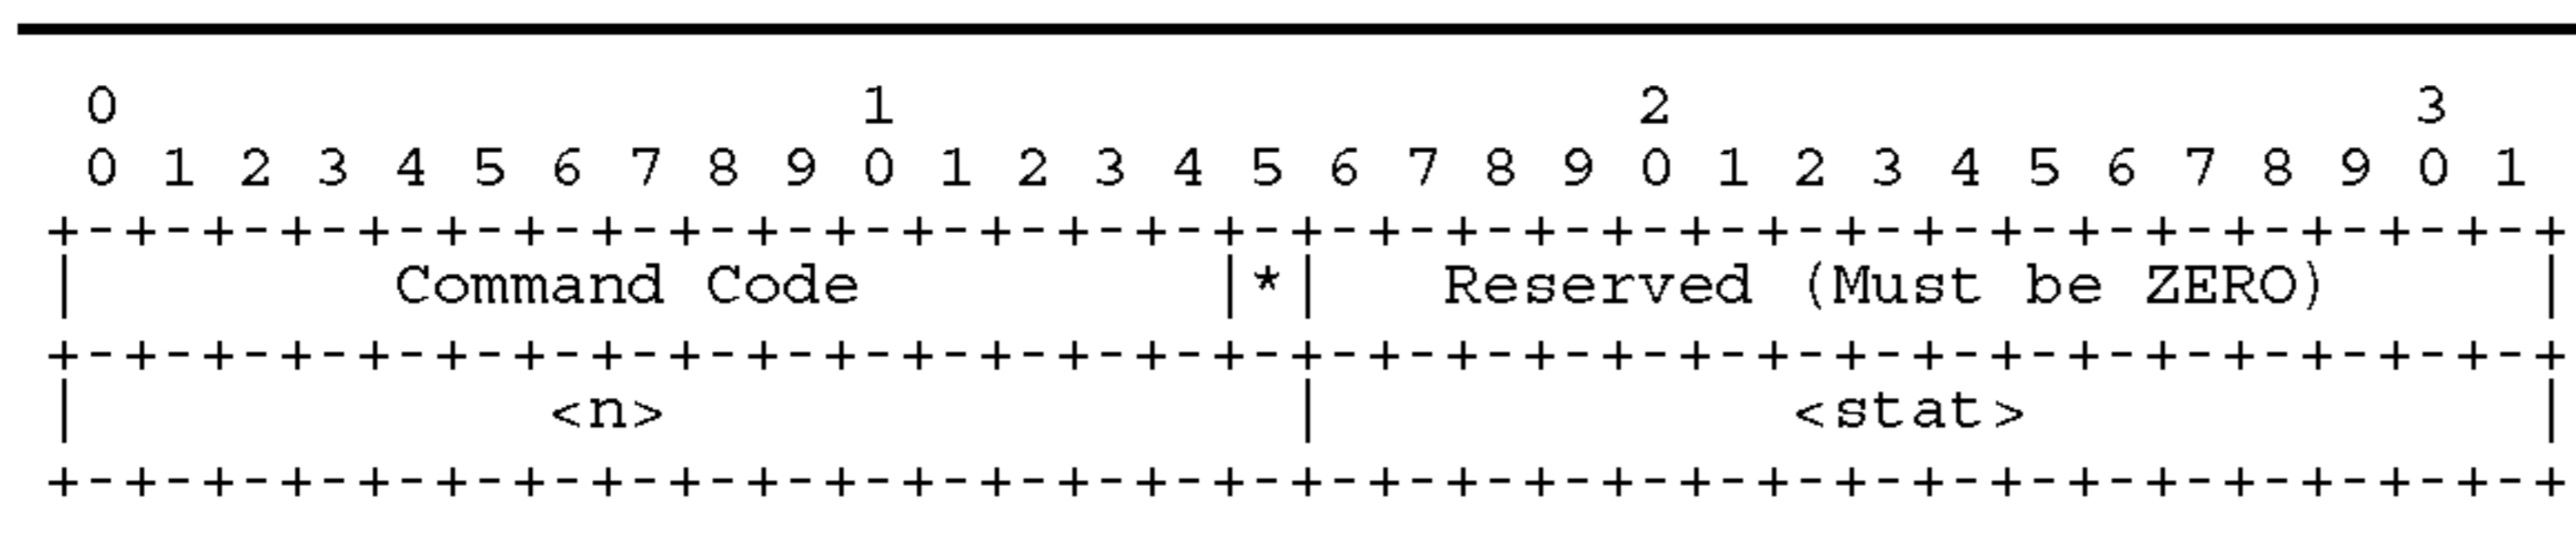 0                   1                   2                   3
 0 1 2 3 4 5 6 7 8 9 0 1 2 3 4 5 6 7 8 9 0 1 2 3 4 5 6 7 8 9 0 1
+-+-+-+-+-+-+-+-+-+-+-+-+-+-+-+-+-+-+-+-+-+-+-+-+-+-+-+-+-+-+-+-+
|        Command Code         |*|   Reserved (Must be ZERO)     |
+-+-+-+-+-+-+-+-+-+-+-+-+-+-+-+-+-+-+-+-+-+-+-+-+-+-+-+-+-+-+-+-+
|            <n>                |            <stat>             |
+-+-+-+-+-+-+-+-+-+-+-+-+-+-+-+-+-+-+-+-+-+-+-+-+-+-+-+-+-+-+-+-+